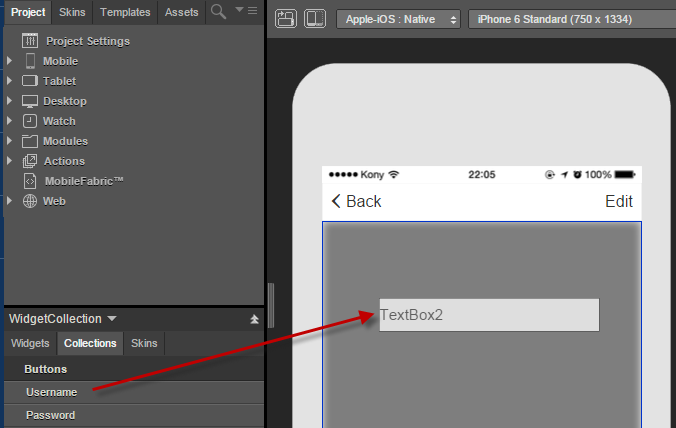 Project Skins Templates Assets
Project Settings
Mobile
Tablet
Desktop
Watch
Modules
Actions
MobileFabric™
Web
WidgetCollection
Widgets Collections Skins
Buttons
Username
Password
Apple-iOS : Native iPhone 6 Standard (750 x 1334)
Kony 22:05 100%
Back Edit
TextBox2